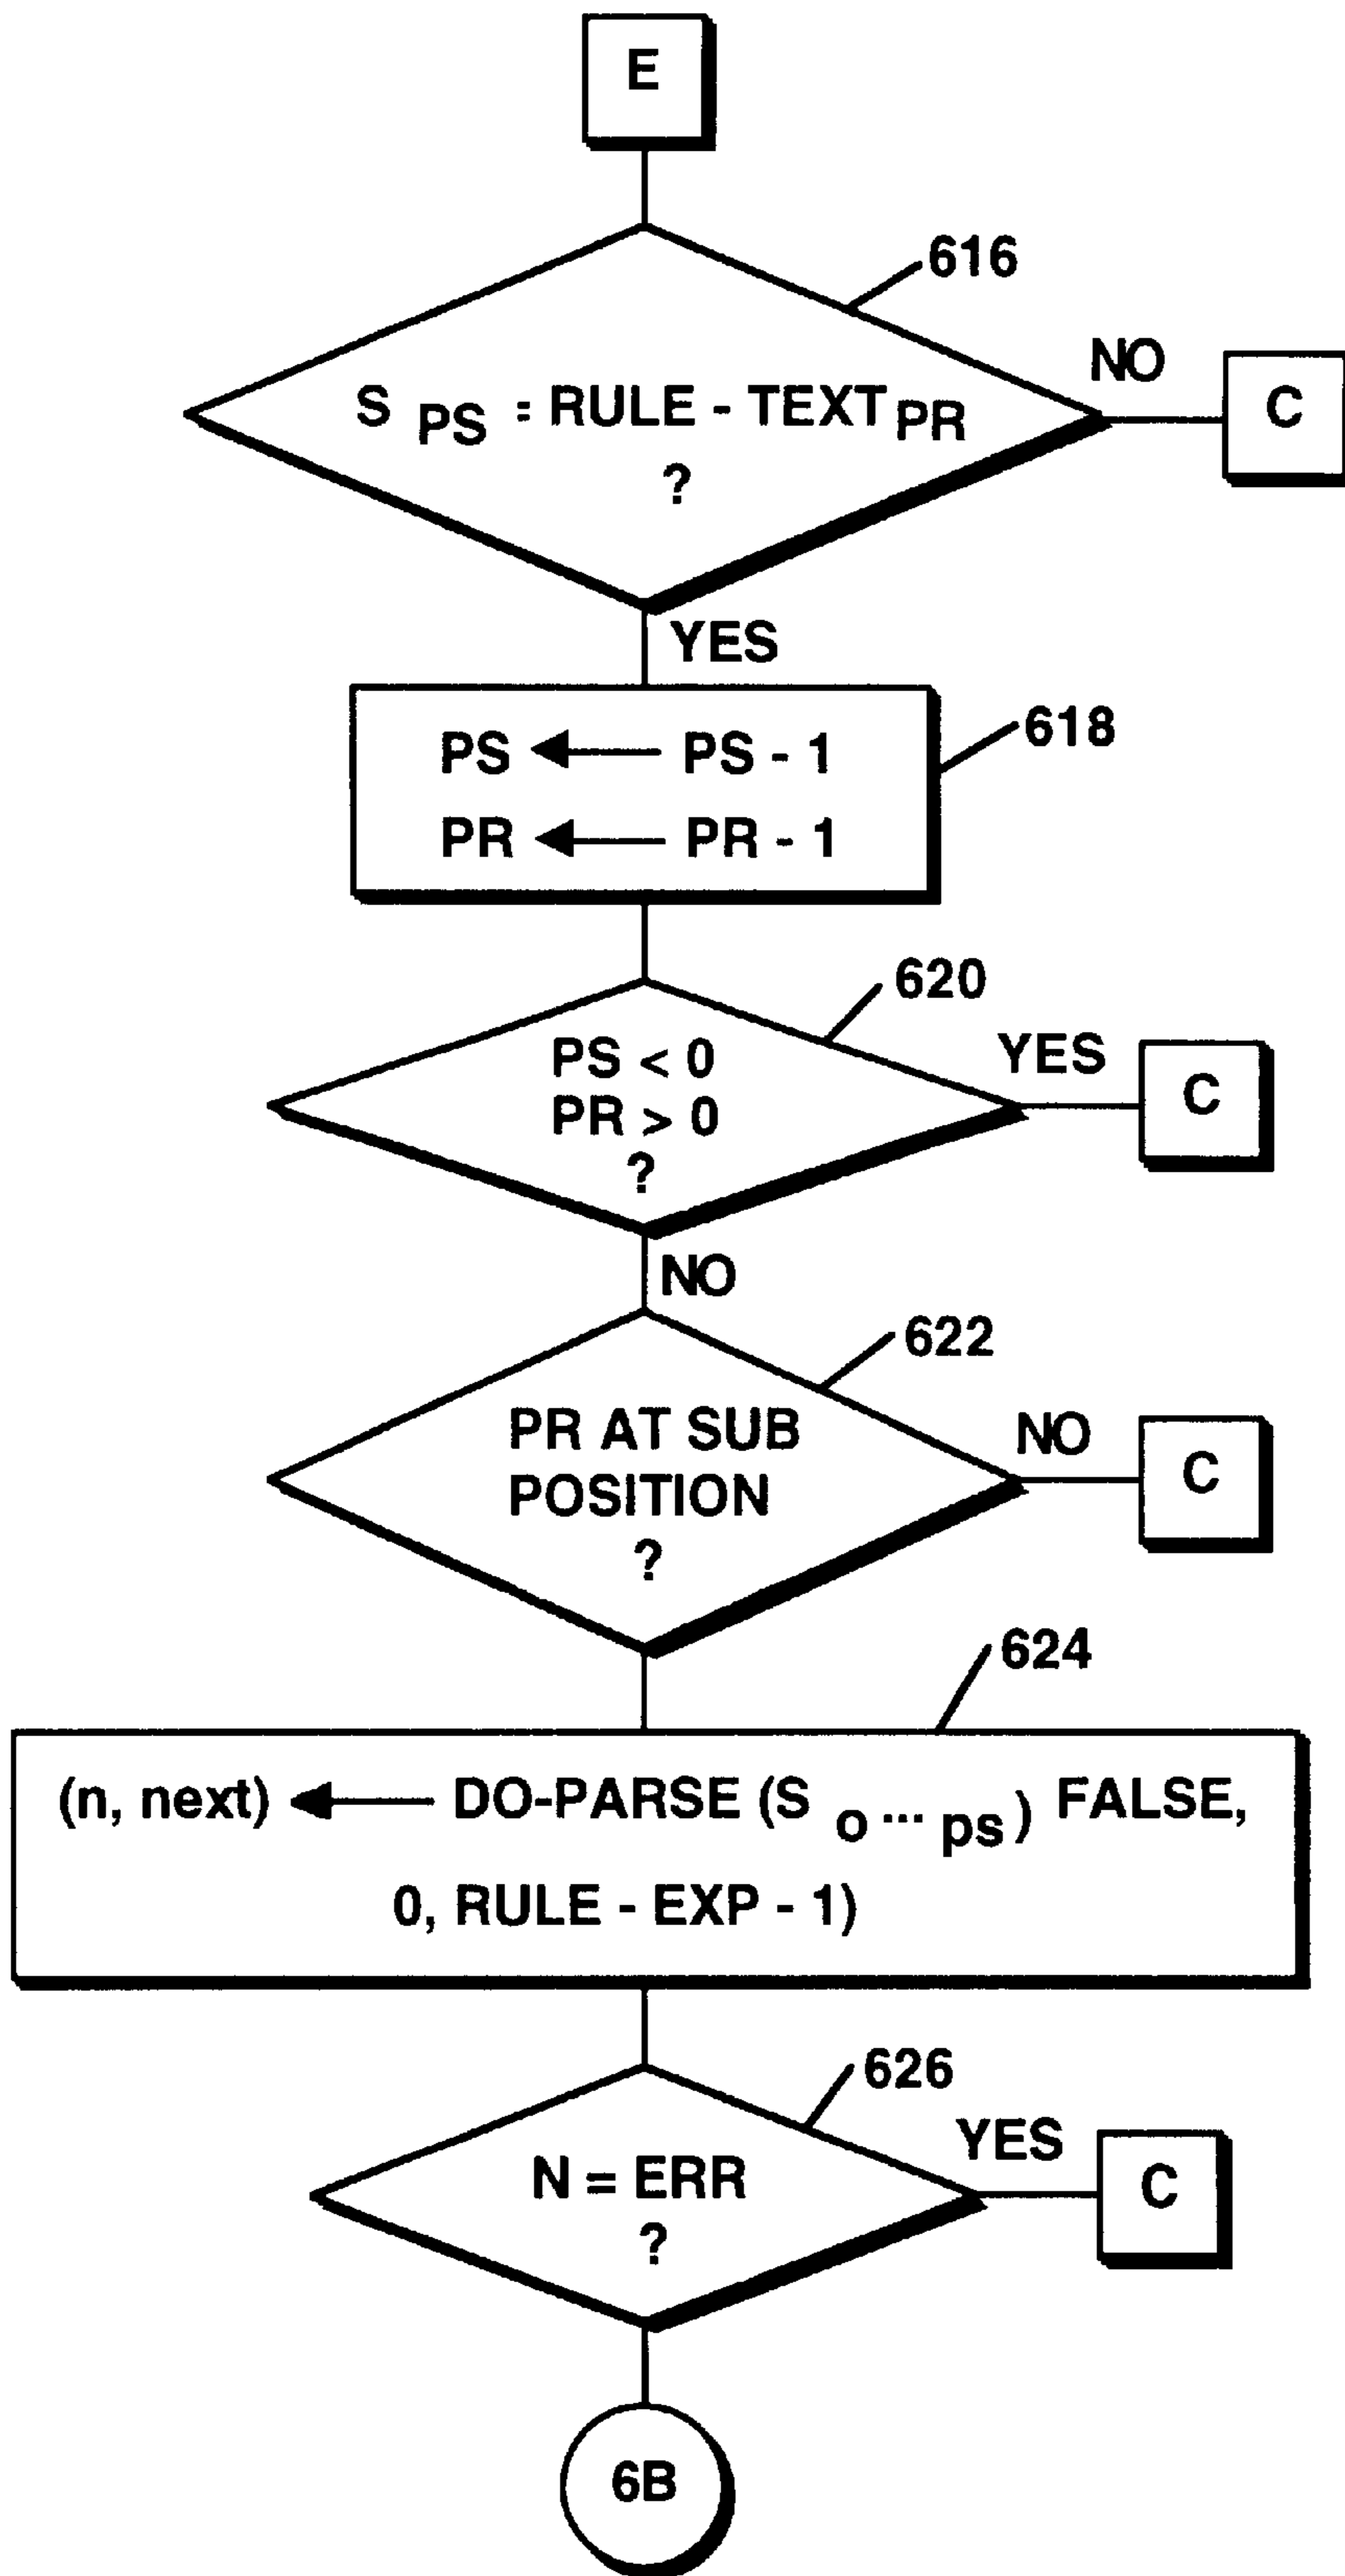 E
616
NO
C
S PS = RULE - TEXT PR
?
YES
618
PS ← PS - 1
PR ← PR - 1
620
YES
C
PS < 0
PR > 0
?
NO
622
NO
C
PR AT SUB
POSITION
?
624
(n, next) ← DO-PARSE (S o ... ps) FALSE,
0, RULE - EXP - 1)
626
YES
C
N = ERR
?
6B